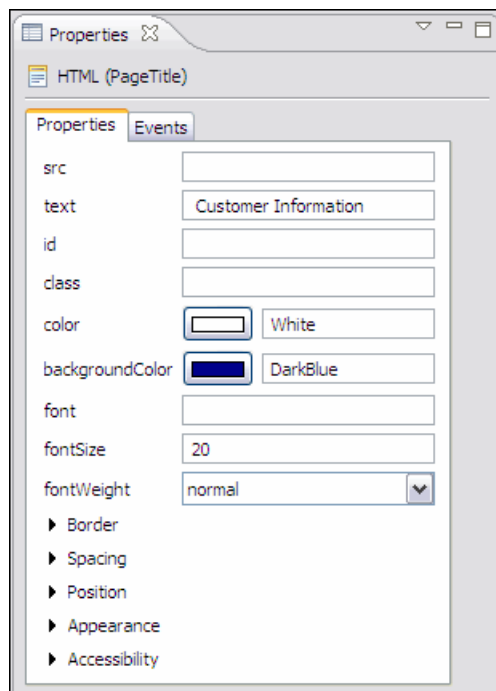 Properties
HTML (PageTitle)
Properties Events
src
text Customer Information
id
class
color White
backgroundColor DarkBlue
font
fontSize 20
fontWeight normal
Border
Spacing
Position
Appearance
Accessibility